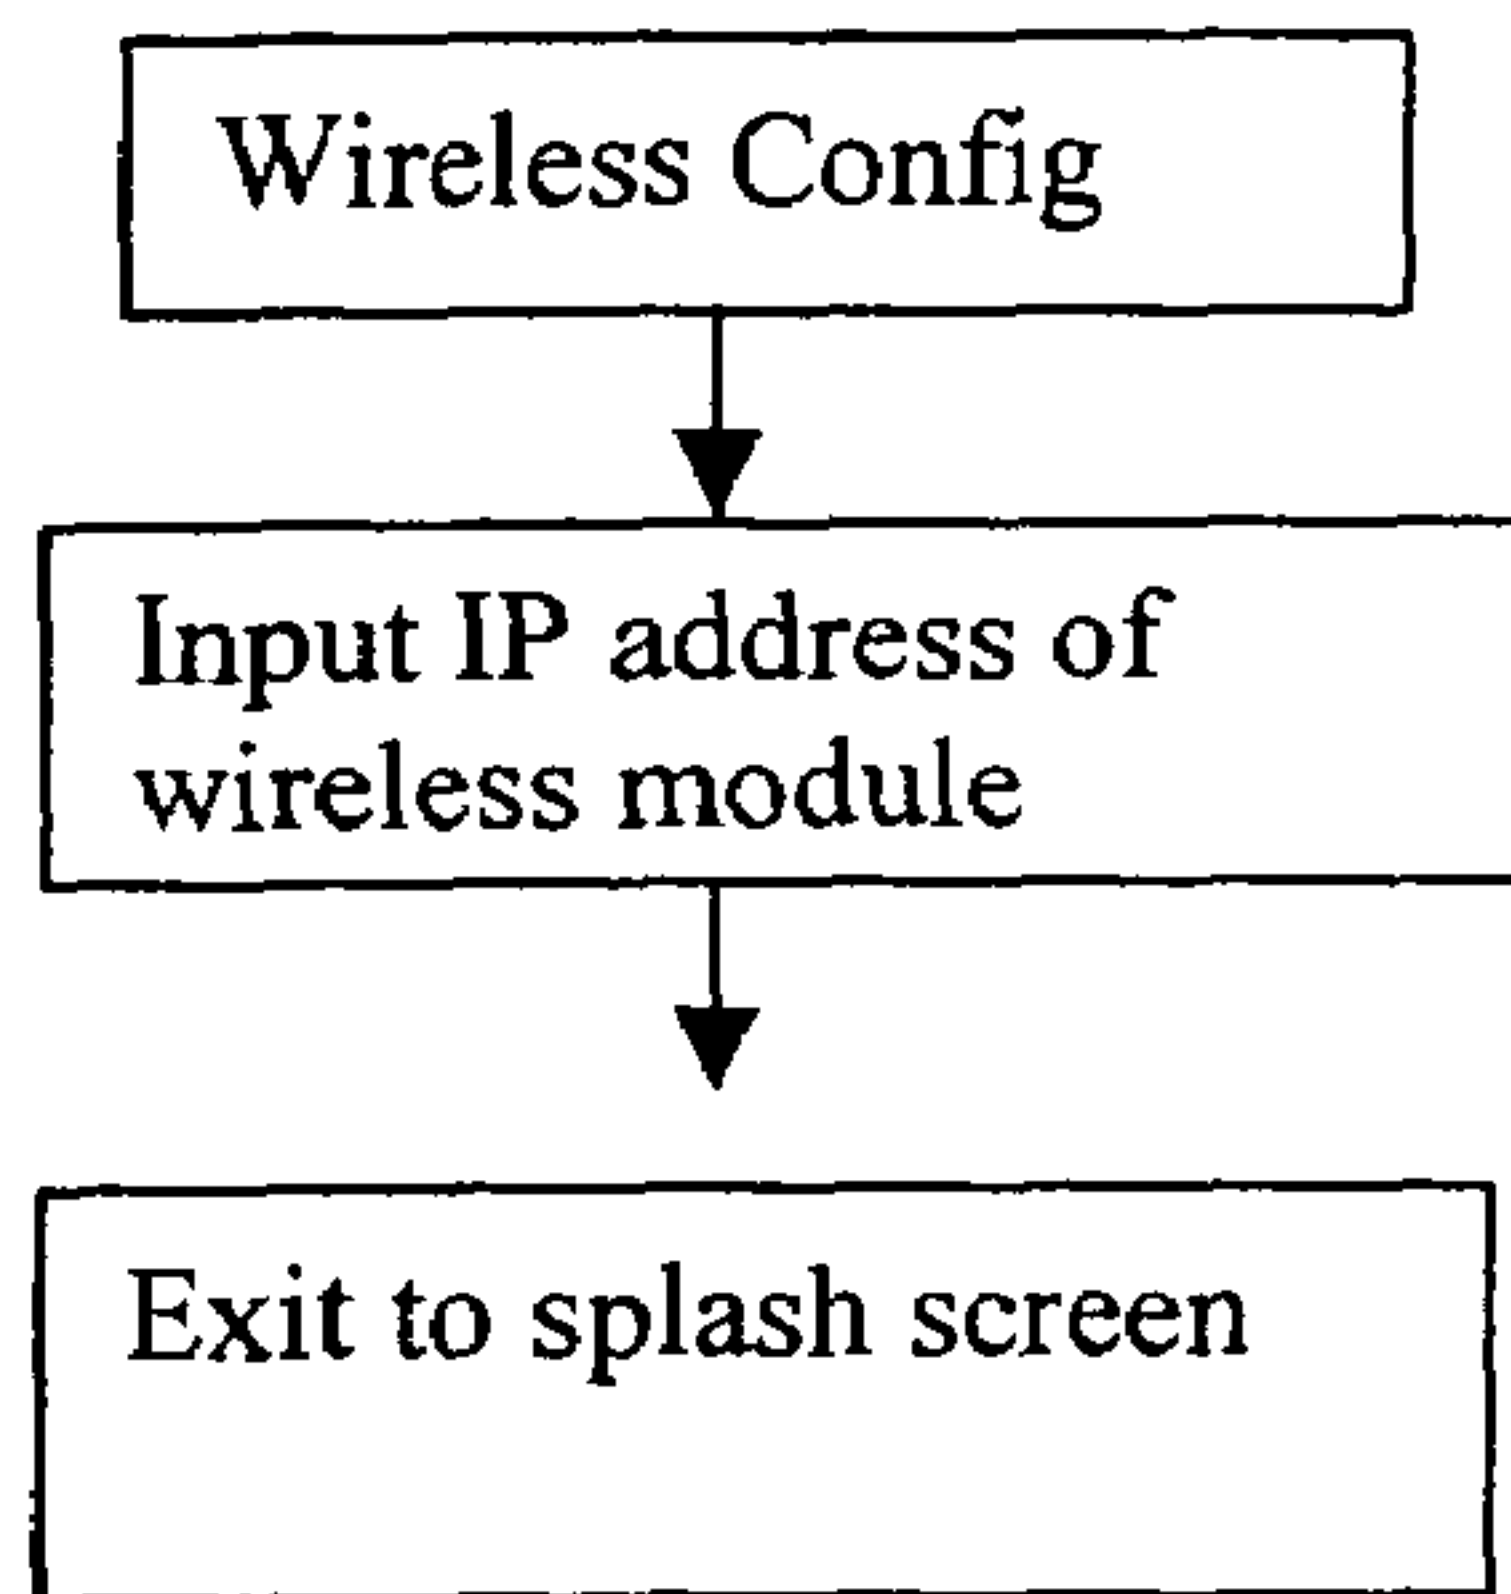 Wireless Config
Input IP address of
wireless module
Exit to splash screen